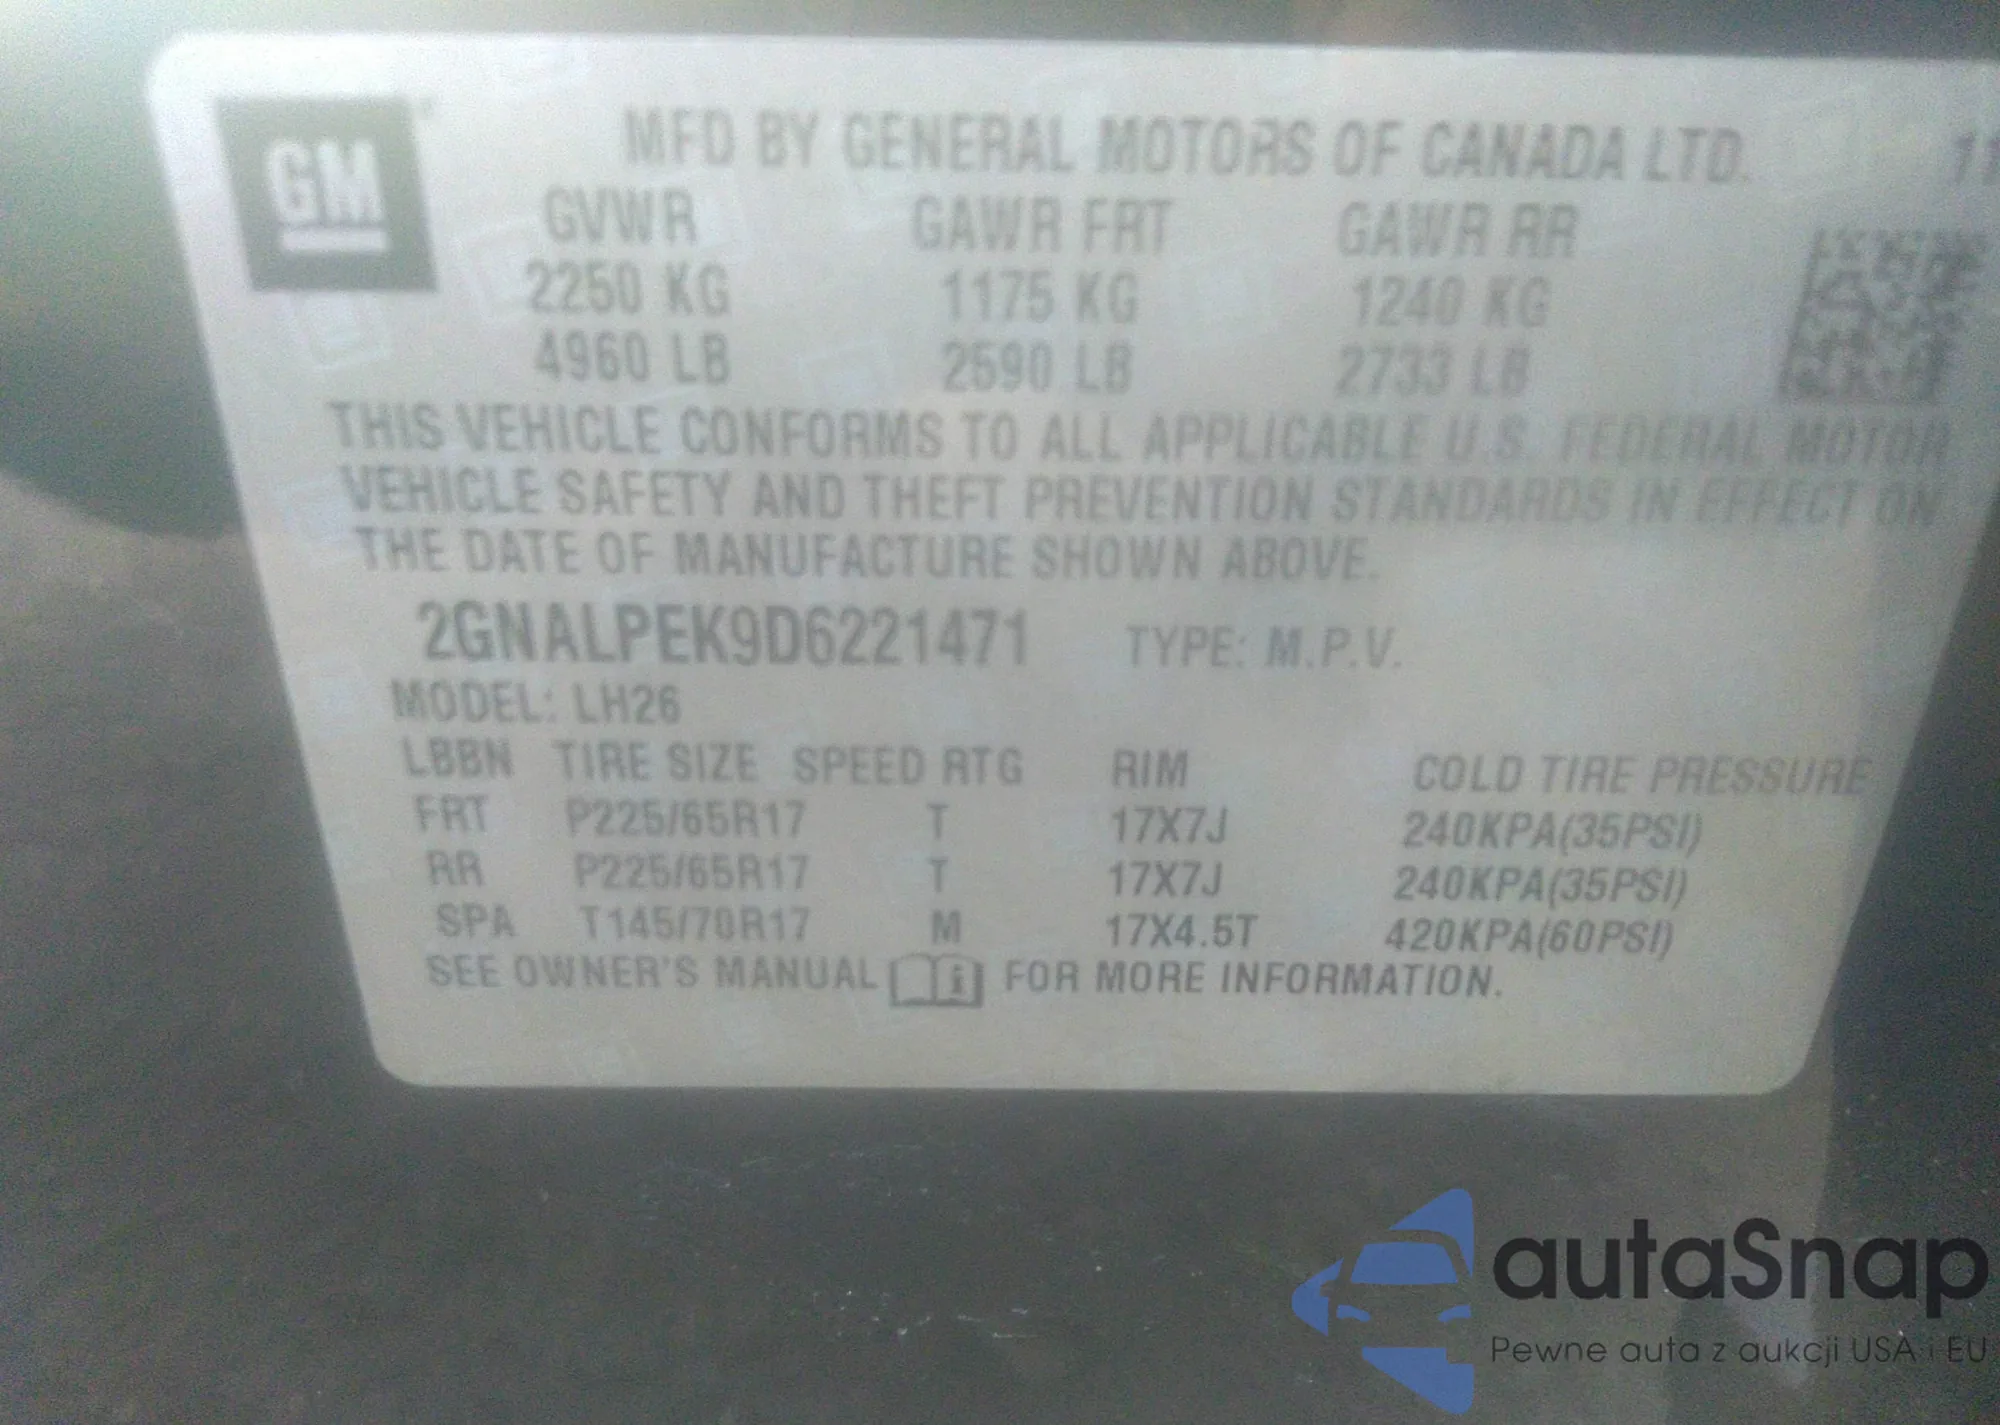 GM
MFD BY GENERAL MOTORS OF CANADA LTD.
GVWR GAWR FRT GAWR RR
2250 KG 1175 KG 1240 KG
4960 LB 2590 LB 2733 LB
THIS VEHICLE CONFORMS TO ALL APPLICABLE U.S. FEDERAL MOTOR
VEHICLE SAFETY AND THEFT PREVENTION STANDARDS IN EFFECT ON
THE DATE OF MANUFACTURE SHOWN ABOVE.
2GNALPEK9D6221471 TYPE: M.P.V.
MODEL: LH26
LBBN TIRE SIZE SPEED RTG RIM COLD TIRE PRESSURE
FRT P225/65R17 T 17X7J 240KPA(35PSI)
RR P225/65R17 T 17X7J 240KPA(35PSI)
SPA T145/70R17 M 17X4.5T 420KPA(60PSI)
SEE OWNER'S MANUAL FOR MORE INFORMATION.
autaSnap
Pewne auta z aukcji USA i EU